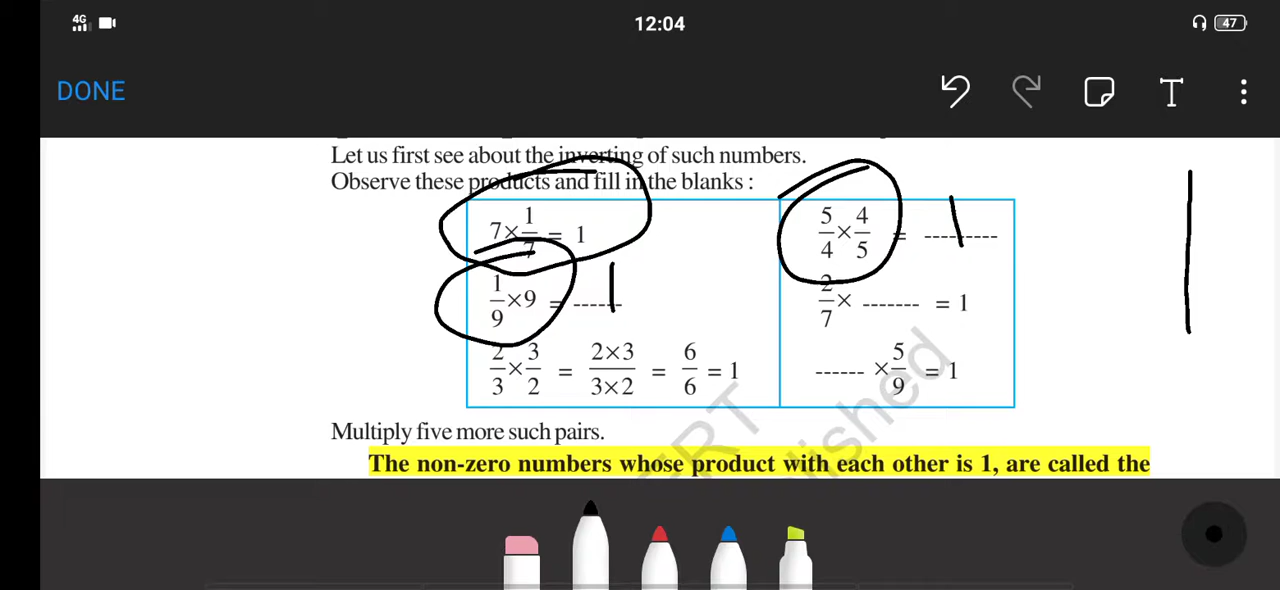 4G 12:04 47
DONE T
Let us first see about the inverting of such numbers.
Observe these products and fill in the blanks :
7 × 1/7 = 1
1/9 × 9 = ------ 1
2/3 × 3/2 = 2×3/3×2 = 6/6 = 1
5/4 × 4/5 = --------- 1
2/7 × ------- = 1
------ × 5/9 = 1
Multiply five more such pairs.
The non-zero numbers whose product with each other is 1, are called the